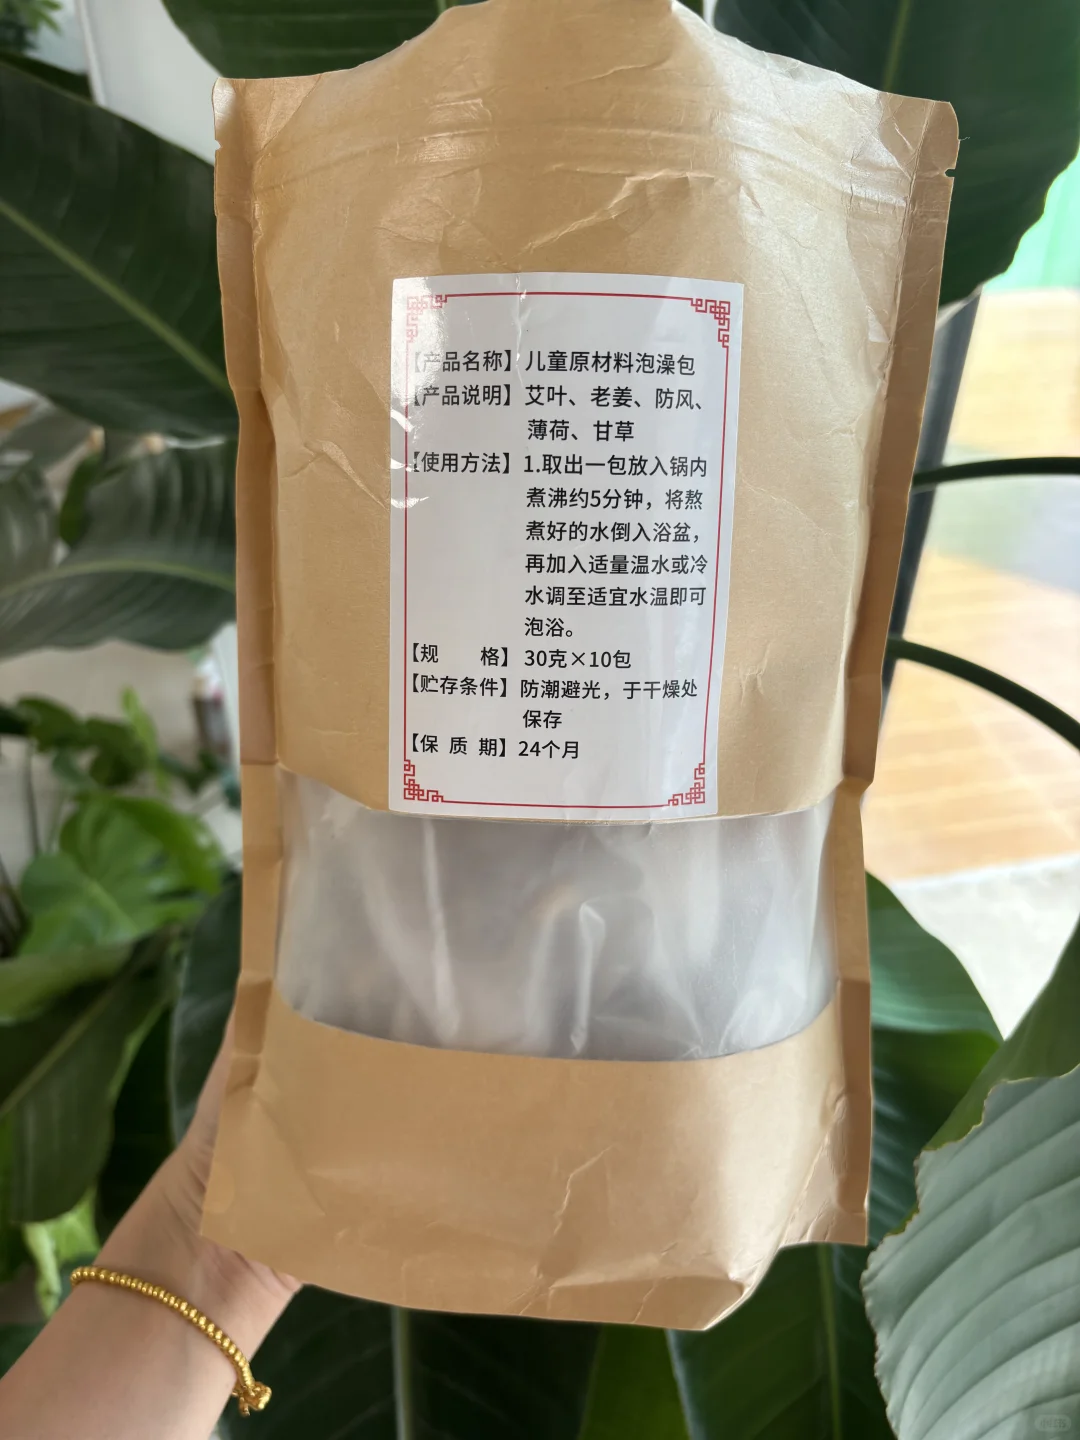 【产品名称】儿童原材料泡澡包
【产品说明】艾叶、老姜、防风、
薄荷、甘草
【使用方法】1.取出一包放入锅内
煮沸约5分钟，将熬
煮好的水倒入浴盆，
再加入适量温水或冷
水调至适宜水温即可
泡浴。
【规 格】30克×10包
【贮存条件】防潮避光，于干燥处
保存
【保 质 期】24个月